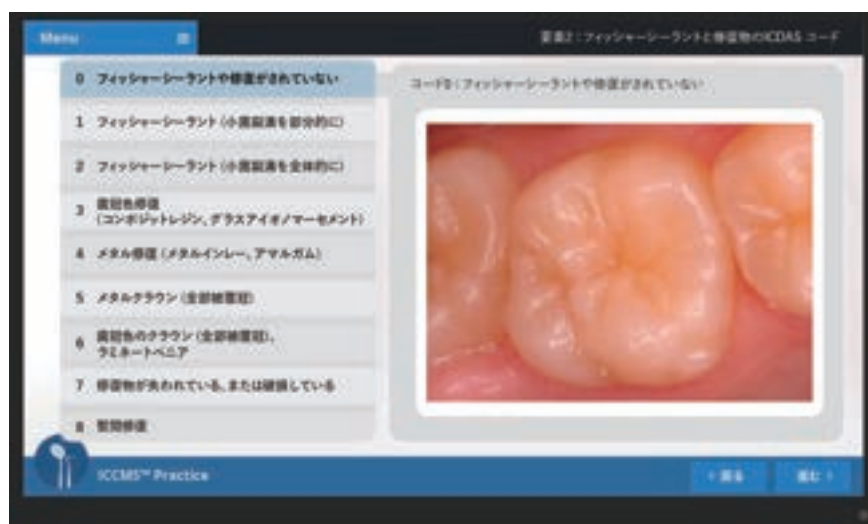 Menu
要素2：フィッシャーシーラントと修復物のICDAS コード
0 フィッシャーシーラントや修復がされていない
1 フィッシャーシーラント（小窩裂溝を部分的に）
2 フィッシャーシーラント（小窩裂溝を全体的に）
3 歯冠色修復
（コンポジットレジン、グラスアイオノマーセメント）
4 メタル修復（メタルインレー、アマルガム）
5 メタルクラウン（全部被覆冠）
6 歯冠色のクラウン（全部被覆冠）、
ラミネートベニア
7 修復物が失われている、または破損している
8 暫間修復
コード0：フィッシャーシーラントや修復がされていない
ICCMS™ Practice
戻る
進む